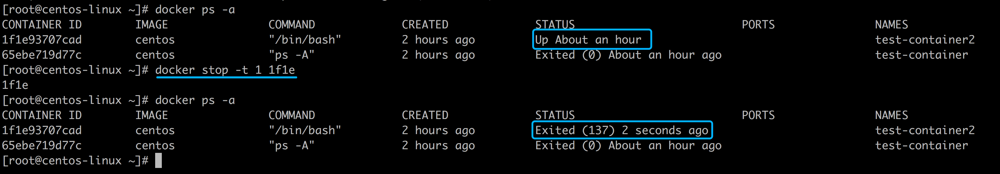 [root@centos-linux ~]# docker ps -a
CONTAINER ID        IMAGE               COMMAND             CREATED             STATUS                         PORTS               NAMES
1f1e93707cad        centos              "/bin/bash"         2 hours ago         Up About an hour                                   test-container2
65ebe719d77c        centos              "ps -A"             2 hours ago         Exited (0) About an hour ago                       test-container
[root@centos-linux ~]# docker stop -t 1 1f1e
1f1e
[root@centos-linux ~]# docker ps -a
CONTAINER ID        IMAGE               COMMAND             CREATED             STATUS                         PORTS               NAMES
1f1e93707cad        centos              "/bin/bash"         2 hours ago         Exited (137) 2 seconds ago                         test-container2
65ebe719d77c        centos              "ps -A"             2 hours ago         Exited (0) About an hour ago                       test-container
[root@centos-linux ~]#